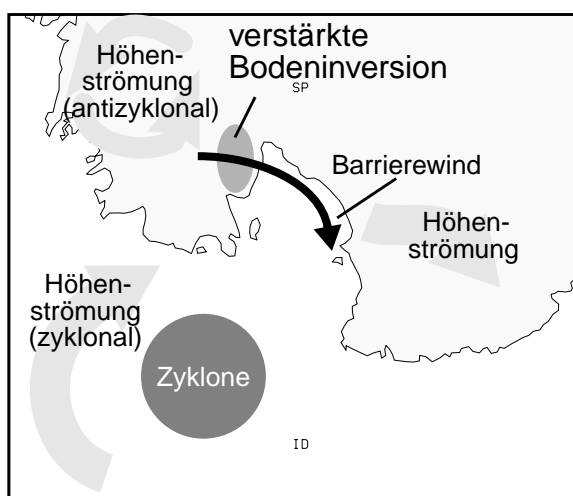 verstärkte
Bodeninversion
Höhen-
strömung
(antizyklonal)
SP
Barrierewind
Höhen-
strömung
Höhen-
strömung
(zyklonal)
Zyklone
ID